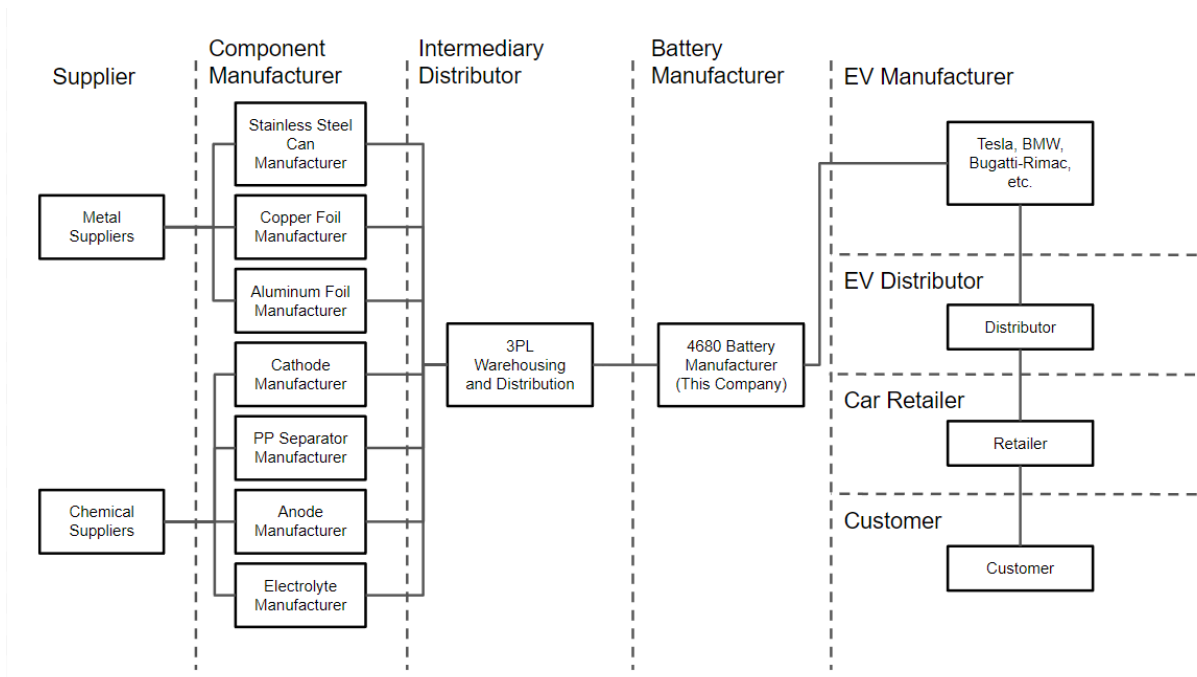 Supplier
Component
Manufacturer
Intermediary
Distributor
Battery
Manufacturer
EV Manufacturer
Stainless Steel
Can
Manufacturer
Copper Foil
Manufacturer
Aluminum Foil
Manufacturer
Cathode
Manufacturer
PP Separator
Manufacturer
Anode
Manufacturer
Electrolyte
Manufacturer
Metal
Suppliers
Chemical
Suppliers
3PL
Warehousing
and Distribution
4680 Battery
Manufacturer
(This Company)
Tesla, BMW,
Bugatti-Rimac,
etc.
EV Distributor
Distributor
Car Retailer
Retailer
Customer
Customer